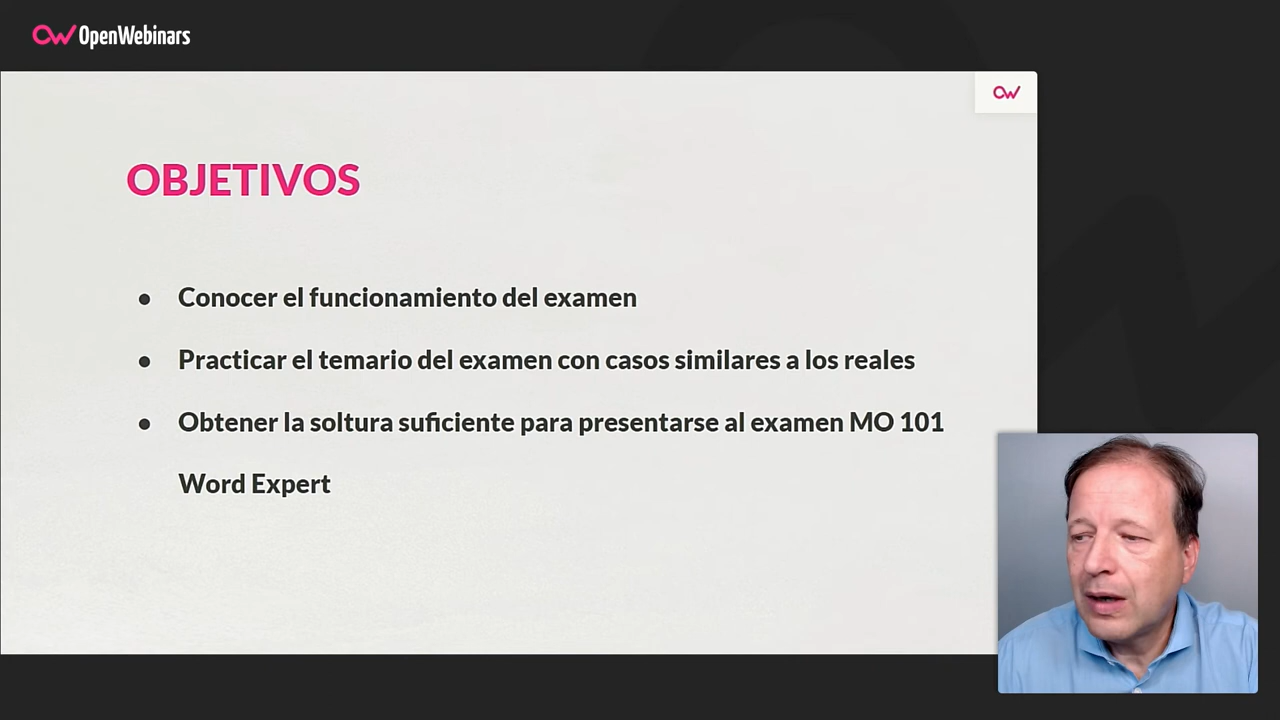 OpenWebinars
OBJETIVOS
● Conocer el funcionamiento del examen
● Practicar el temario del examen con casos similares a los reales
● Obtener la soltura suficiente para presentarse al examen MO 101
Word Expert